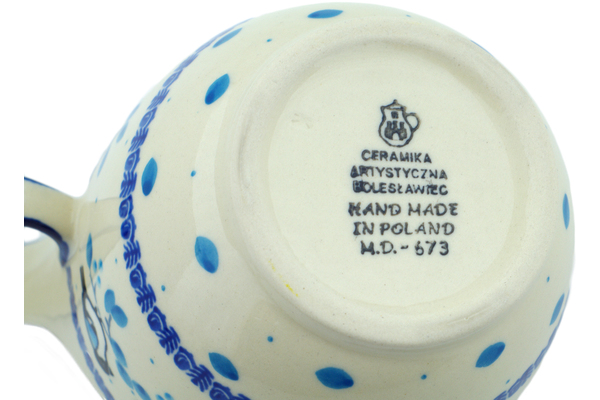 CERAMIKA
ARTYSTYCZNA
BOLESŁAWIEC
HAND MADE
IN POLAND
M.D. - 673